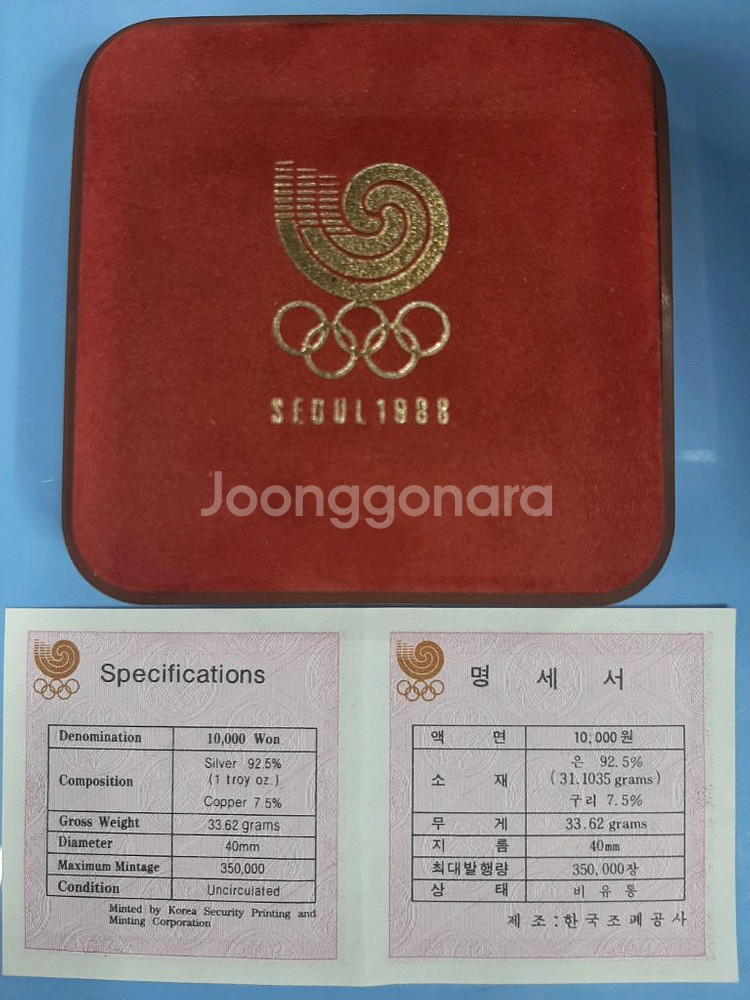 SEOUL 1988
Joonggonara
Specifications
Denomination 10,000 Won
Composition Silver 92.5%
(1 troy oz.)
Copper 7.5%
Gross Weight 33.62 grams
Diameter 40mm
Maximum Mintage 350,000
Condition Uncirculated
Minted by Korea Security Printing and
Minting Corporation
명 세 서
액 면 10,000원
소 재 은 92.5%
(31.1035 grams)
구리 7.5%
무 게 33.62 grams
지 름 40mm
최대발행량 350,000장
상 태 비 유 통
제 조 : 한국조폐공사